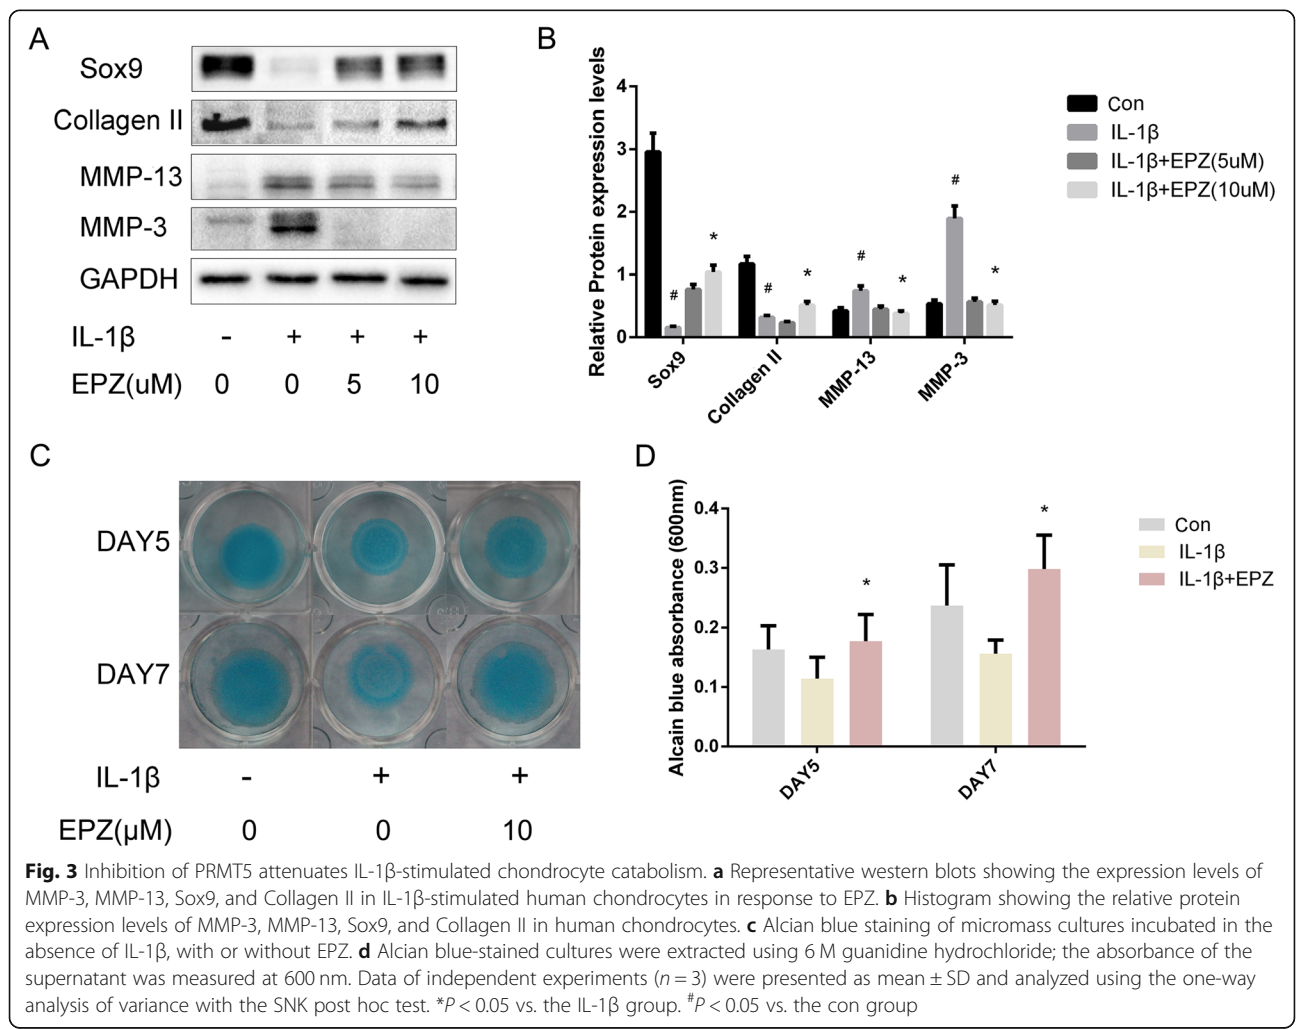 A
Sox9
Collagen II
MMP-13
MMP-3
GAPDH
IL-1β - + + +
EPZ(uM) 0 0 5 10
B
Relative Protein expression levels
4
3
2
1
0
# * # * # * # *
Sox9 Collagen II MMP-13 MMP-3
Con
IL-1β
IL-1β+EPZ(5uM)
IL-1β+EPZ(10uM)
C
DAY5
DAY7
IL-1β - + +
EPZ(μM) 0 0 10
D
Alcain blue absorbance (600nm)
0.4
0.3
0.2
0.1
0.0
* *
DAY5 DAY7
Con
IL-1β
IL-1β+EPZ
Fig. 3 Inhibition of PRMT5 attenuates IL-1β-stimulated chondrocyte catabolism. a Representative western blots showing the expression levels of
MMP-3, MMP-13, Sox9, and Collagen II in IL-1β-stimulated human chondrocytes in response to EPZ. b Histogram showing the relative protein
expression levels of MMP-3, MMP-13, Sox9, and Collagen II in human chondrocytes. c Alcian blue staining of micromass cultures incubated in the
absence of IL-1β, with or without EPZ. d Alcian blue-stained cultures were extracted using 6 M guanidine hydrochloride; the absorbance of the
supernatant was measured at 600 nm. Data of independent experiments (n = 3) were presented as mean ± SD and analyzed using the one-way
analysis of variance with the SNK post hoc test. *P < 0.05 vs. the IL-1β group. #P < 0.05 vs. the con group